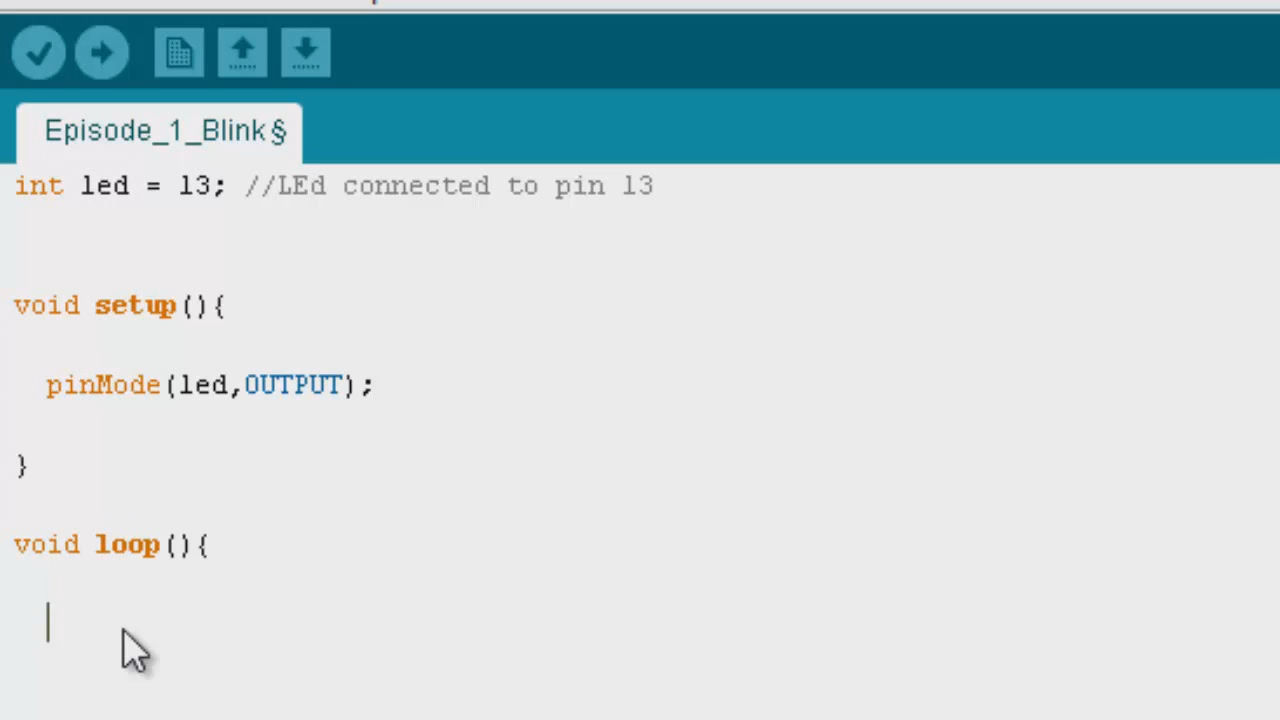 Episode_1_Blink§
int led = 13; //LEd connected to pin 13
void setup(){
pinMode(led,OUTPUT);
}
void loop(){